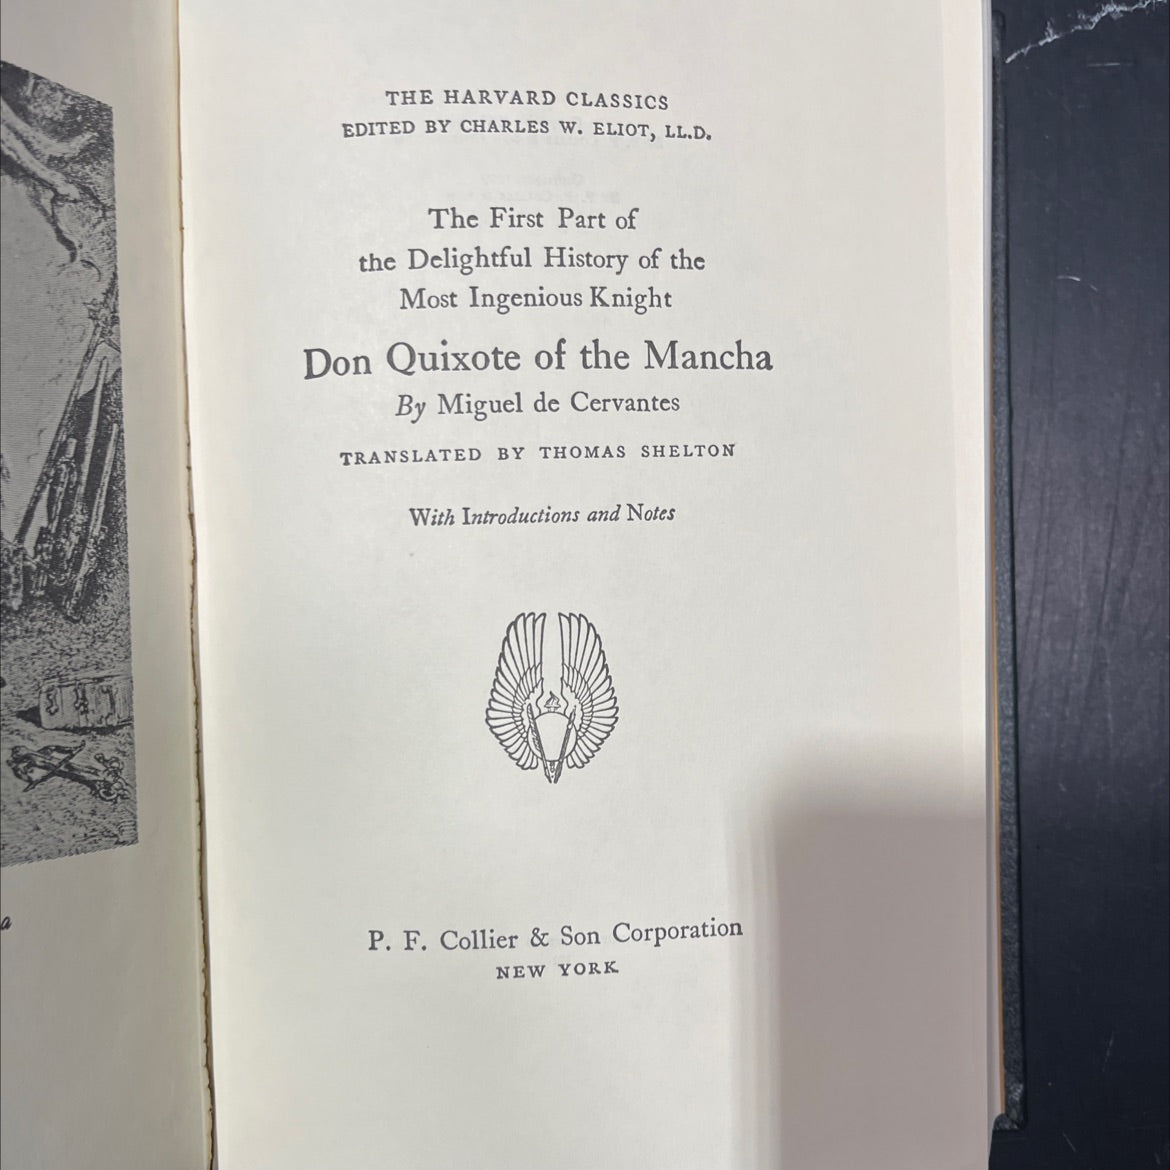 THE HARVARD CLASSICS
EDITED BY CHARLES W. ELIOT, LL.D.
The First Part of
the Delightful History of the
Most Ingenious Knight
Don Quixote of the Mancha
By Miguel de Cervantes
TRANSLATED BY THOMAS SHELTON
With Introductions and Notes
P. F. Collier & Son Corporation
NEW YORK